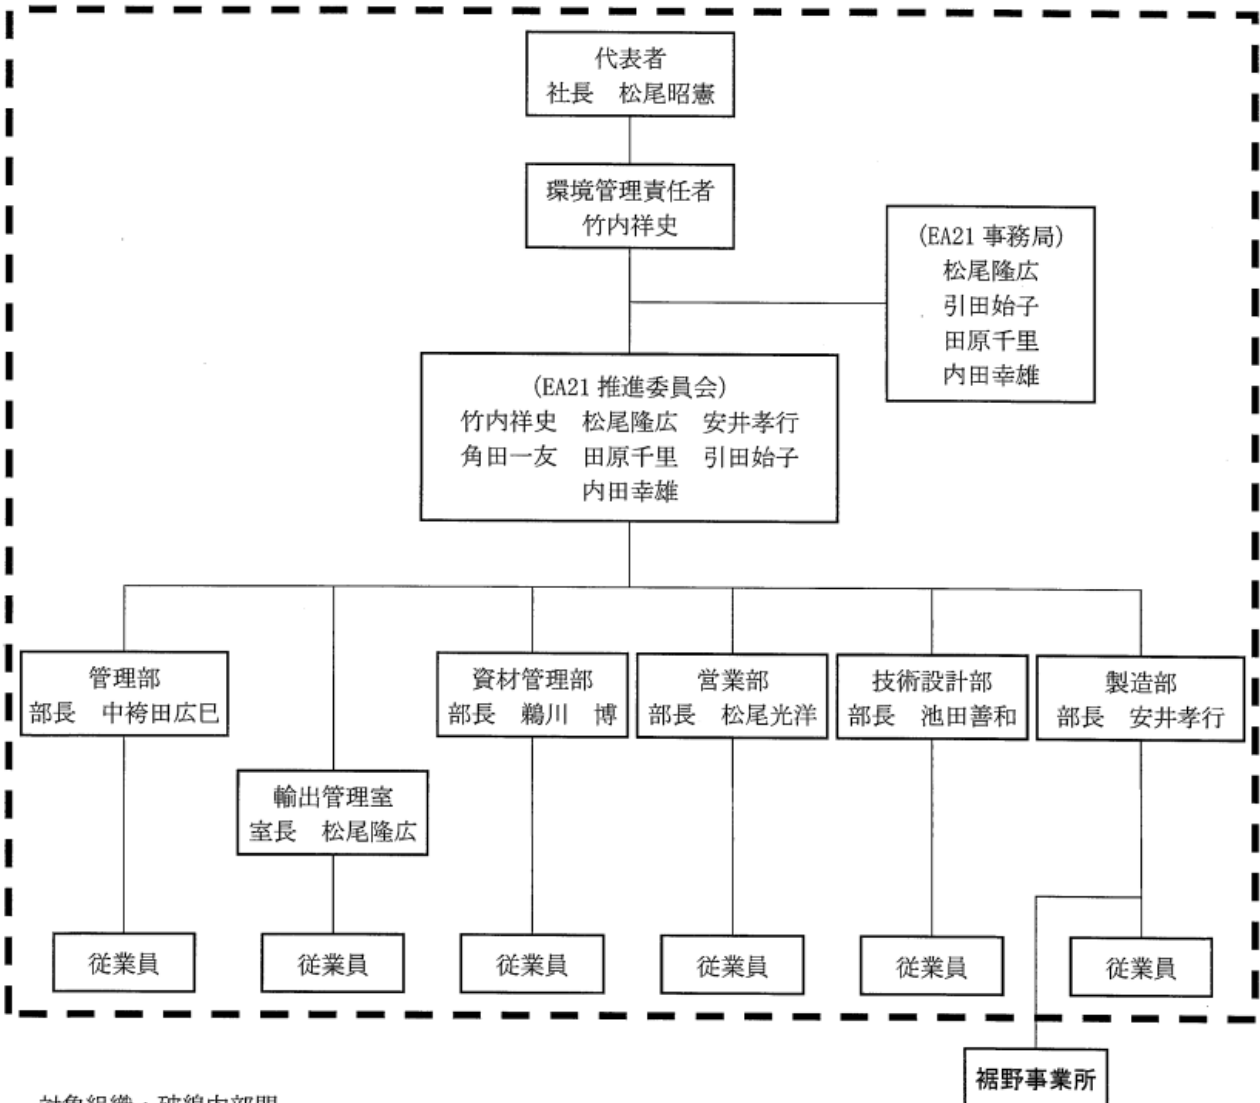 代表者
社長　松尾昭憲
環境管理責任者
竹内祥史
(EA21 事務局)
松尾隆広
引田始子
田原千里
内田幸雄
(EA21 推進委員会)
竹内祥史　松尾隆広　安井孝行
角田一友　田原千里　引田始子
内田幸雄
管理部
部長　中袴田広巳
資材管理部
部長　鵜川　博
営業部
部長　松尾光洋
技術設計部
部長　池田善和
製造部
部長　安井孝行
輸出管理室
室長　松尾隆広
従業員
従業員
従業員
従業員
従業員
従業員
裾野事業所